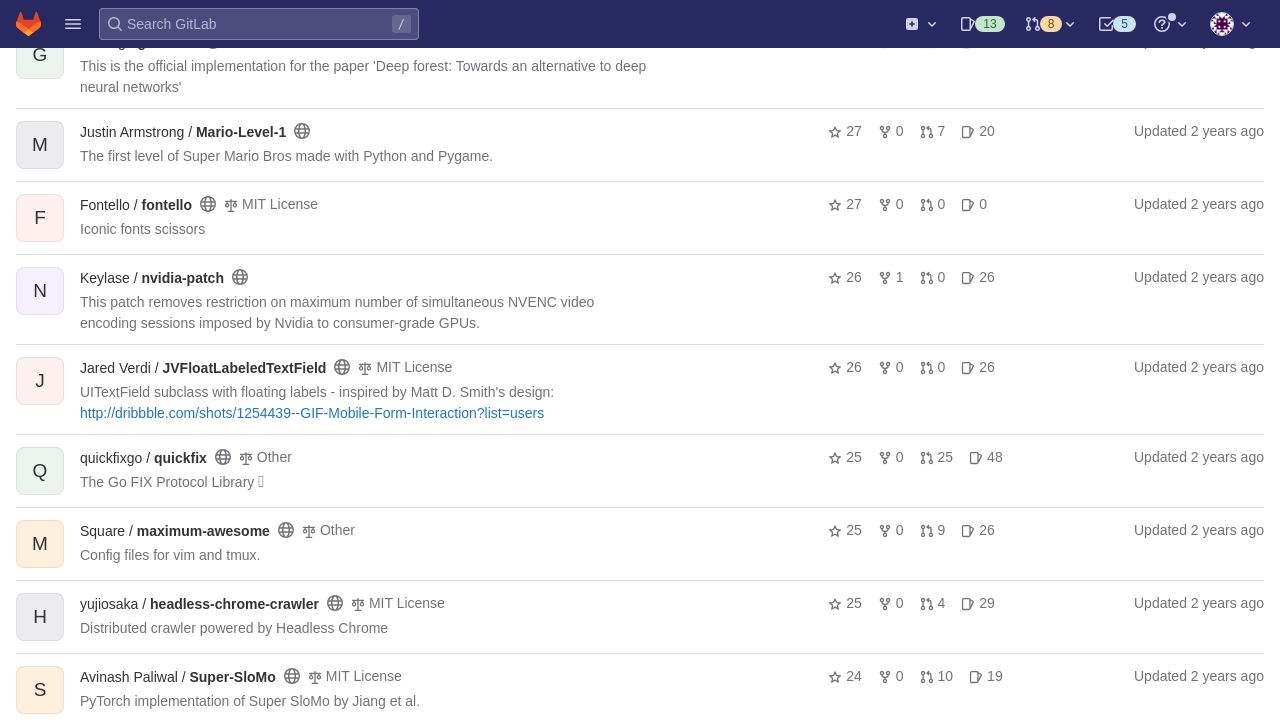 Search GitLab /
13
8
5
G
This is the official implementation for the paper 'Deep forest: Towards an alternative to deep
neural networks'
M
Justin Armstrong / Mario-Level-1
27 0 7 20
Updated 2 years ago
The first level of Super Mario Bros made with Python and Pygame.
F
Fontello / fontello MIT License
27 0 0 0
Updated 2 years ago
Iconic fonts scissors
N
Keylase / nvidia-patch
26 1 0 26
Updated 2 years ago
This patch removes restriction on maximum number of simultaneous NVENC video
encoding sessions imposed by Nvidia to consumer-grade GPUs.
J
Jared Verdi / JVFloatLabeledTextField MIT License
26 0 0 26
Updated 2 years ago
UITextField subclass with floating labels - inspired by Matt D. Smith's design:
http://dribbble.com/shots/1254439--GIF-Mobile-Form-Interaction?list=users
Q
quickfixgo / quickfix Other
25 0 25 48
Updated 2 years ago
The Go FIX Protocol Library
M
Square / maximum-awesome Other
25 0 9 26
Updated 2 years ago
Config files for vim and tmux.
H
yujiosaka / headless-chrome-crawler MIT License
25 0 4 29
Updated 2 years ago
Distributed crawler powered by Headless Chrome
S
Avinash Paliwal / Super-SloMo MIT License
24 0 10 19
Updated 2 years ago
PyTorch implementation of Super SloMo by Jiang et al.